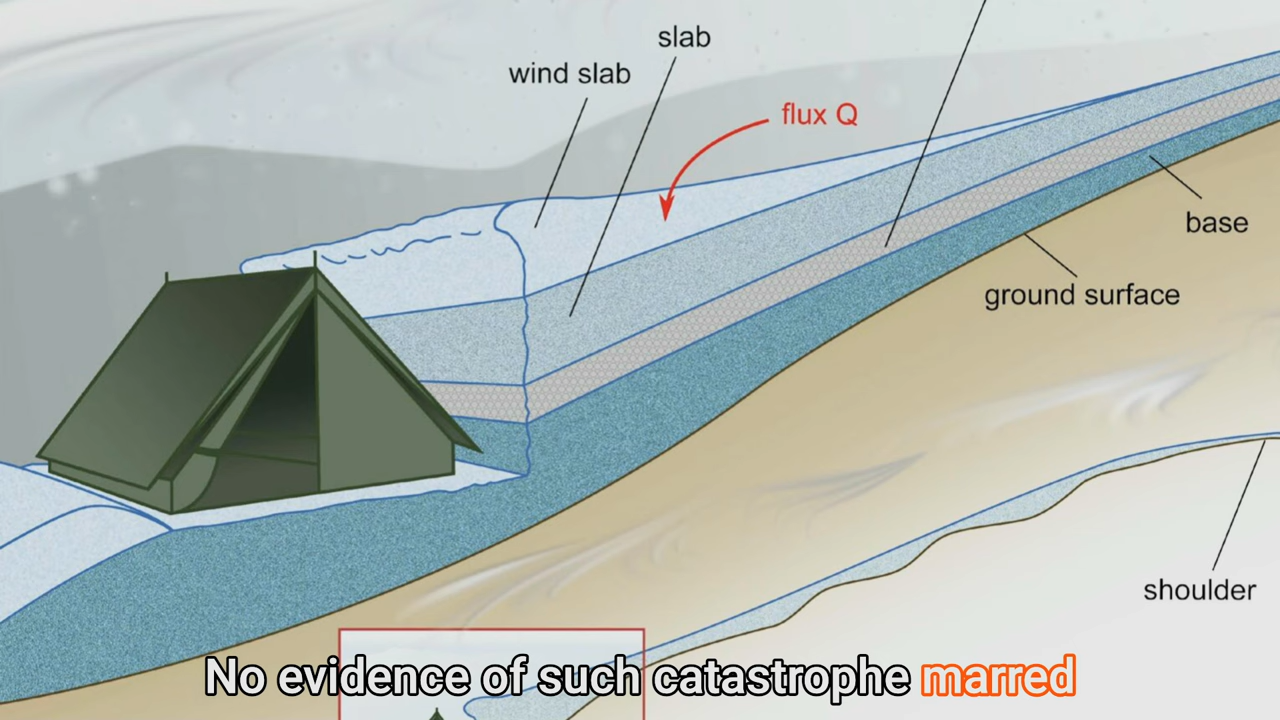 slab
wind slab
flux Q
base
ground surface
shoulder
No evidence of such catastrophe marred